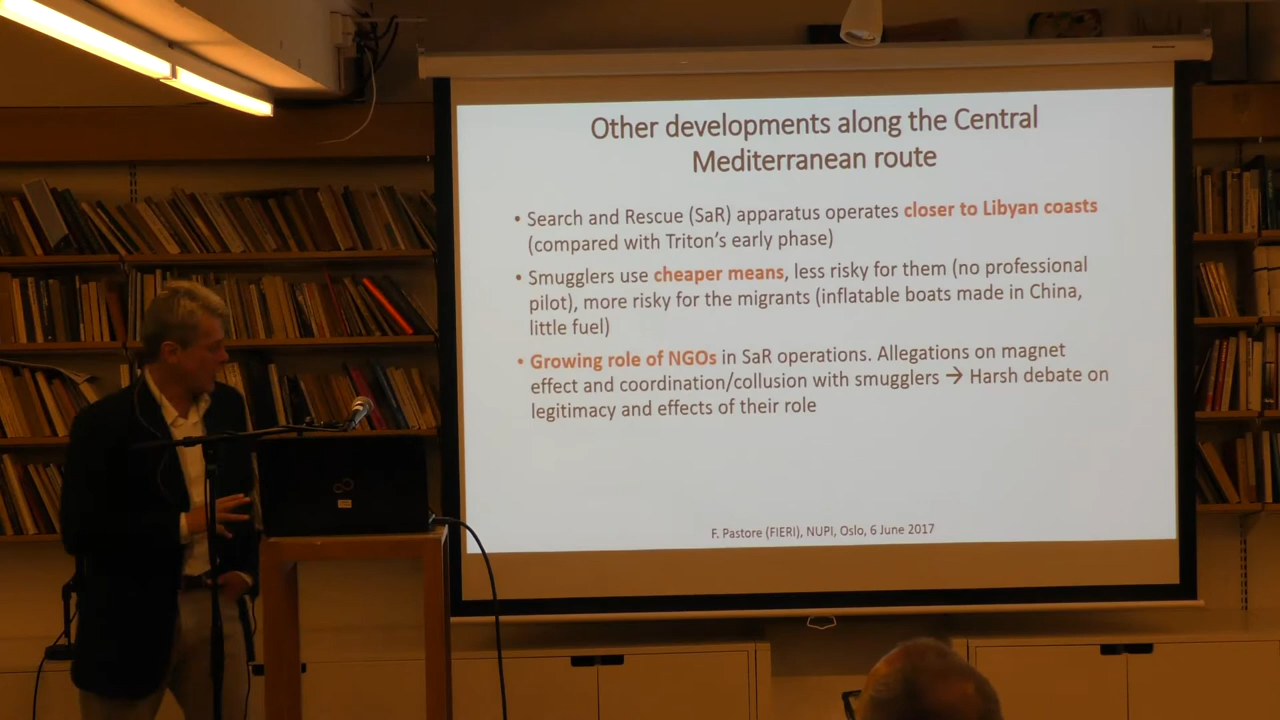 Other developments along the Central
Mediterranean route
• Search and Rescue (SaR) apparatus operates closer to Libyan coasts
(compared with Triton's early phase)
• Smugglers use cheaper means, less risky for them (no professional
pilot), more risky for the migrants (inflatable boats made in China,
little fuel)
• Growing role of NGOs in SaR operations. Allegations on magnet
effect and coordination/collusion with smugglers → Harsh debate on
legitimacy and effects of their role
F. Pastore (FIERI), NUPI, Oslo, 6 June 2017